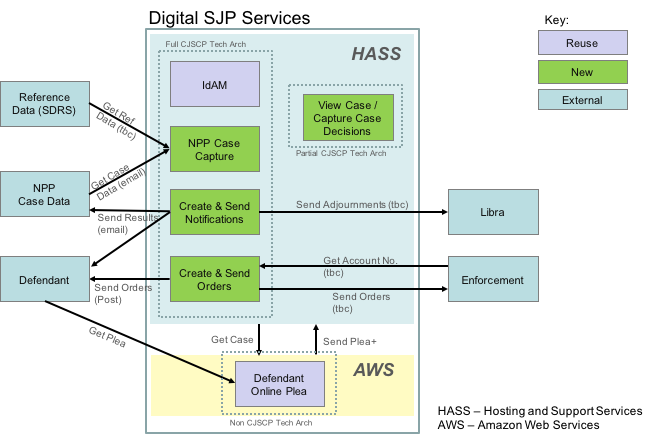 Digital SJP Services
Key:
Reuse
New
External
Full CJSCP Tech Arch
HASS
IdAM
View Case /
Capture Case
Decisions
Partial CJSCP Tech Arch
Reference
Data (SDRS)
Get Ref
Data (tbc)
NPP Case
Capture
NPP
Case Data
Get Case
Data (email)
Send Results
(email)
Create & Send
Notifications
Send Adjournments (tbc)
Libra
Defendant
Send Orders
(Post)
Create & Send
Orders
Get Account No.
(tbc)
Send Orders
(tbc)
Enforcement
Get Plea
Get Case
Send Plea+
Defendant
Online Plea
AWS
Non CJSCP Tech Arch
HASS – Hosting and Support Services
AWS – Amazon Web Services